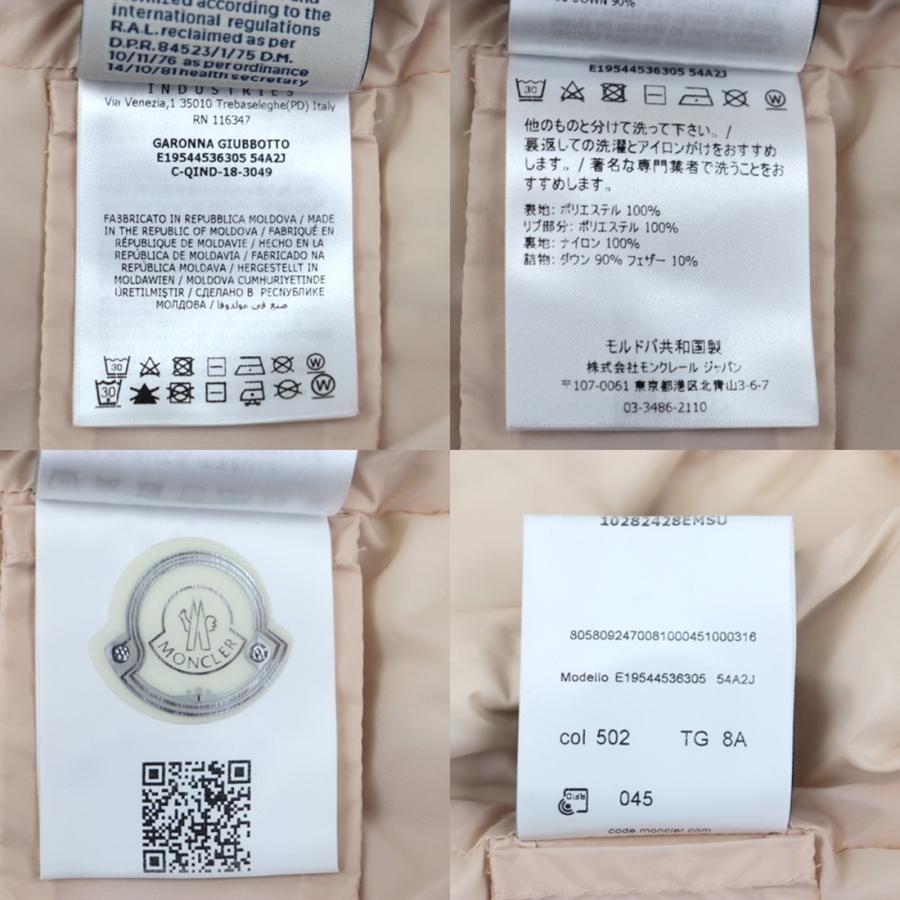 according to the
international regulations
R.A.L. reclaimed as per
D.P.R. 84523/1/75 D.M.
10/11/76 as per ordinance
14/10/81 health secretary
INDUSTRIES
Via Venezia,1 35010 Trebaseleghe(PD) Italy
RN 116347
GARONNA GIUBBOTTO
E19544536305 54A2J
C-QIND-18-3049
FABBRICATO IN REPUBBLICA MOLDOVA / MADE
IN THE REPUBLIC OF MOLDOVA / FABRIQUÉ EN
RÉPUBLIQUE DE MOLDAVIE / HECHO EN LA
REPÚBLICA DE MOLDAVIA / FABRICADO NA
REPÚBLICA MOLDAVA / HERGESTELLT IN
MOLDAWIEN / MOLDOVA CUMHURIYETINDE
ÜRETILMIŞTIR / СДЕЛАНО В РЕСПУБЛИКЕ
МОЛДОВА / صنع في مولدوفا
30
W
30
W
DOWN 90%
E19544536305 54A2J
30
W
他のものと分けて洗って下さい。/
裏返しての洗濯とアイロンがけをおすすめ
します。/ 著名な専門業者で洗うことをお
すすめします。
表地: ポリエステル 100%
リブ部分: ポリエステル 100%
裏地: ナイロン 100%
詰物: ダウン 90% フェザー 10%
モルドバ共和国製
株式会社モンクレール ジャパン
〒107-0061 東京都港区北青山3-6-7
03-3486-2110
MONCLER
10282428EMSU
8058092470081000451000316
Modello E19544536305 54A2J
col 502 TG 8A
RFID 045
code.moncler.com